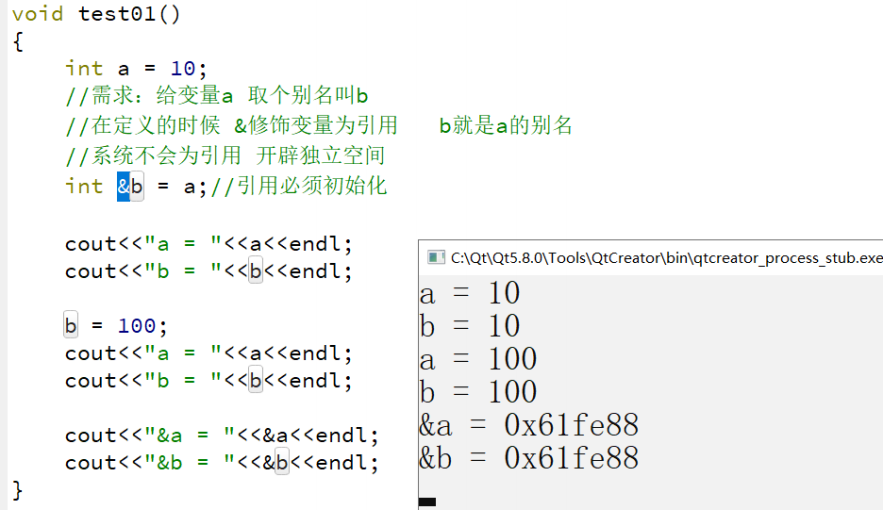 void test01()
{
    int a = 10;
    //需求：给变量a 取个别名叫b
    //在定义的时候 &修饰变量为引用   b就是a的别名
    //系统不会为引用 开辟独立空间
    int &b = a;//引用必须初始化
    cout<<"a = "<<a<<endl;
    cout<<"b = "<<b<<endl;
    b = 100;
    cout<<"a = "<<a<<endl;
    cout<<"b = "<<b<<endl;
    cout<<"&a = "<<&a<<endl;
    cout<<"&b = "<<&b<<endl;
}
C:\Qt\Qt5.8.0\Tools\QtCreator\bin\qtcreator_process_stub.exe
a = 10
b = 10
a = 100
b = 100
&a = 0x61fe88
&b = 0x61fe88